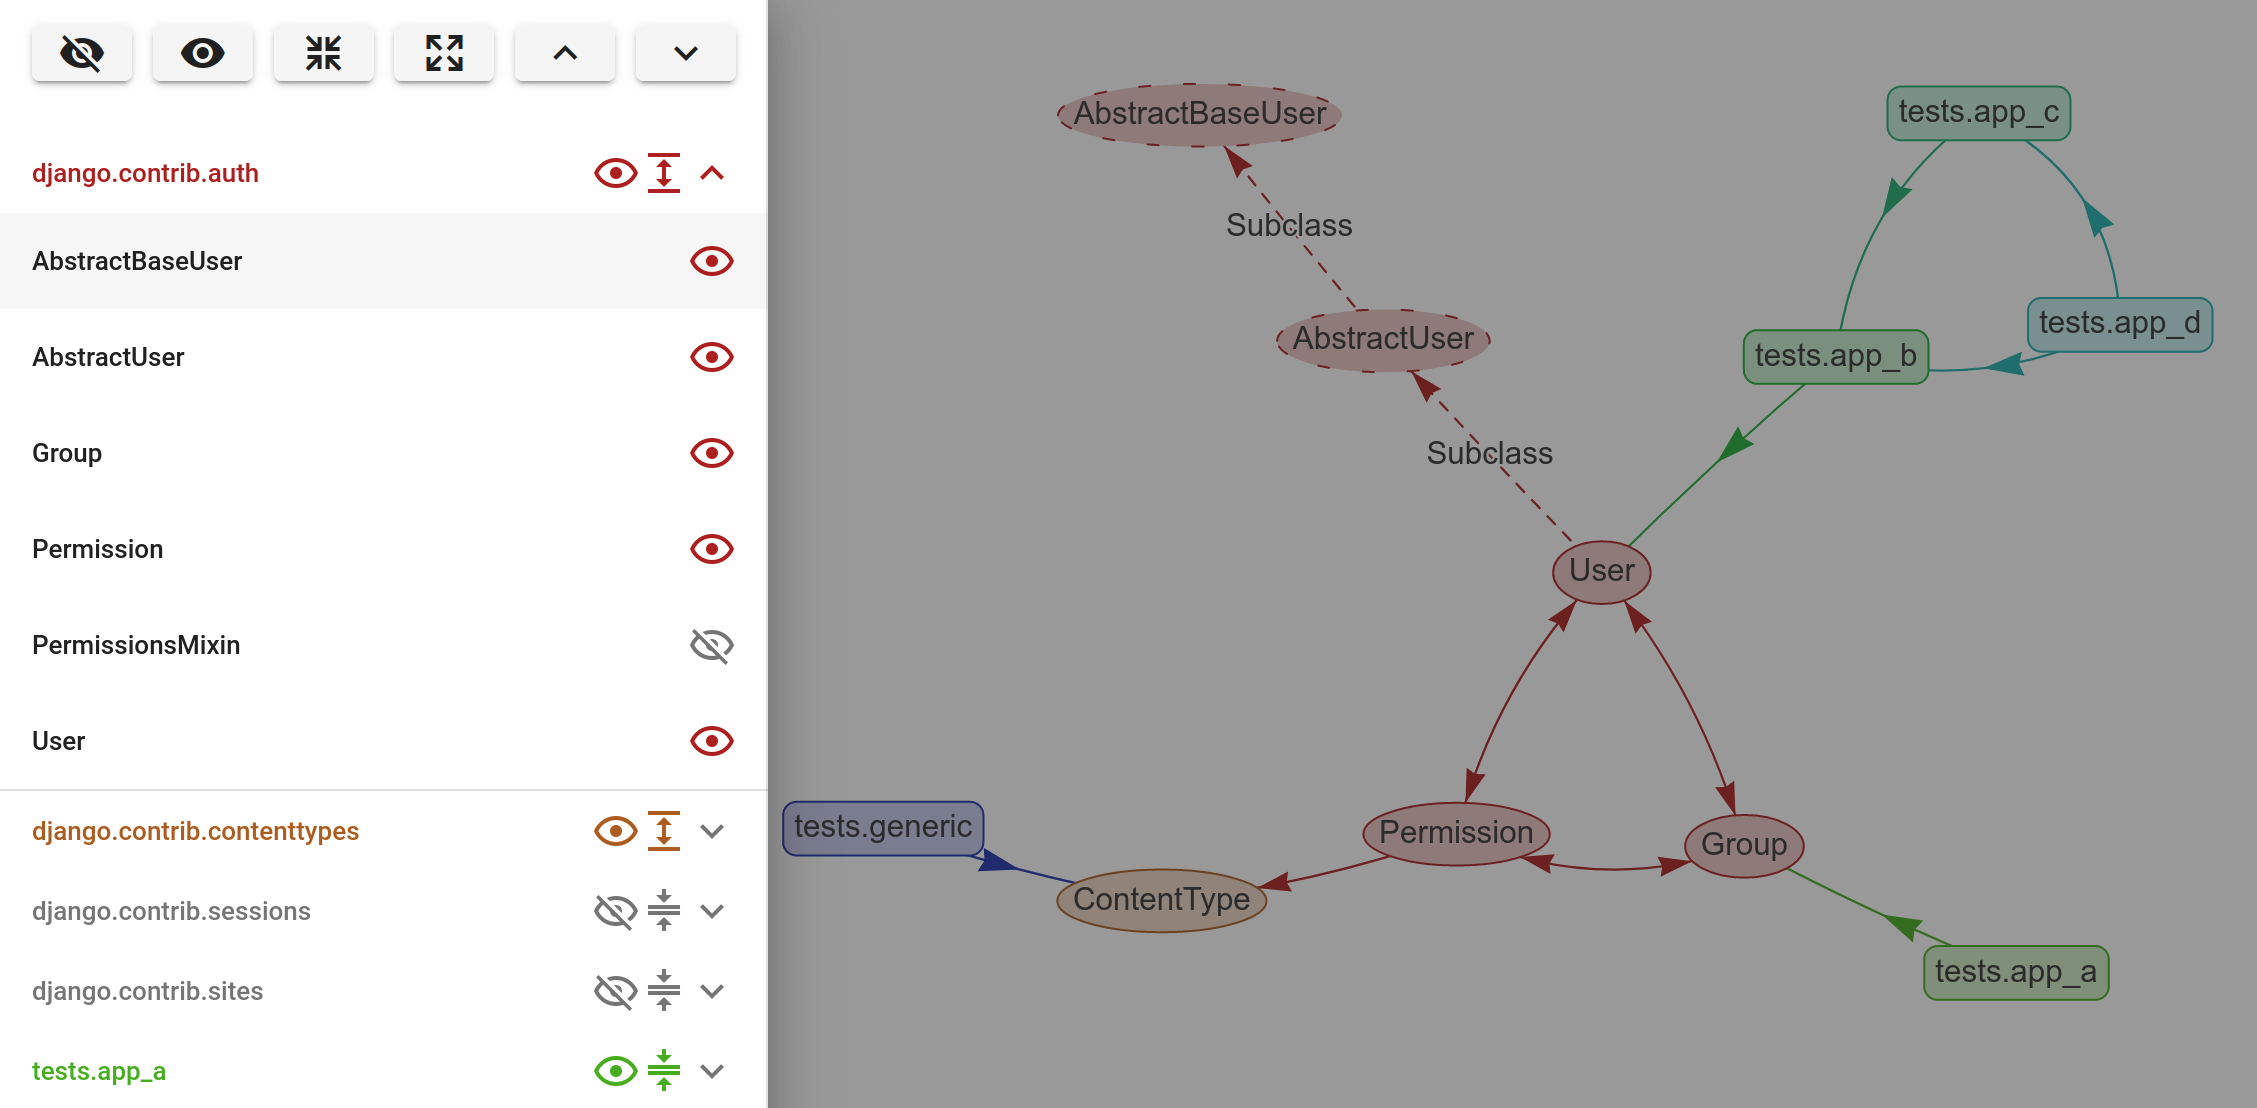 django.contrib.auth
AbstractBaseUser
AbstractUser
Group
Permission
PermissionsMixin
User
django.contrib.contenttypes
django.contrib.sessions
django.contrib.sites
tests.app_a
AbstractBaseUser
tests.app_c
Subclass
tests.app_d
AbstractUser
tests.app_b
Subclass
User
tests.generic
Permission
Group
ContentType
tests.app_a